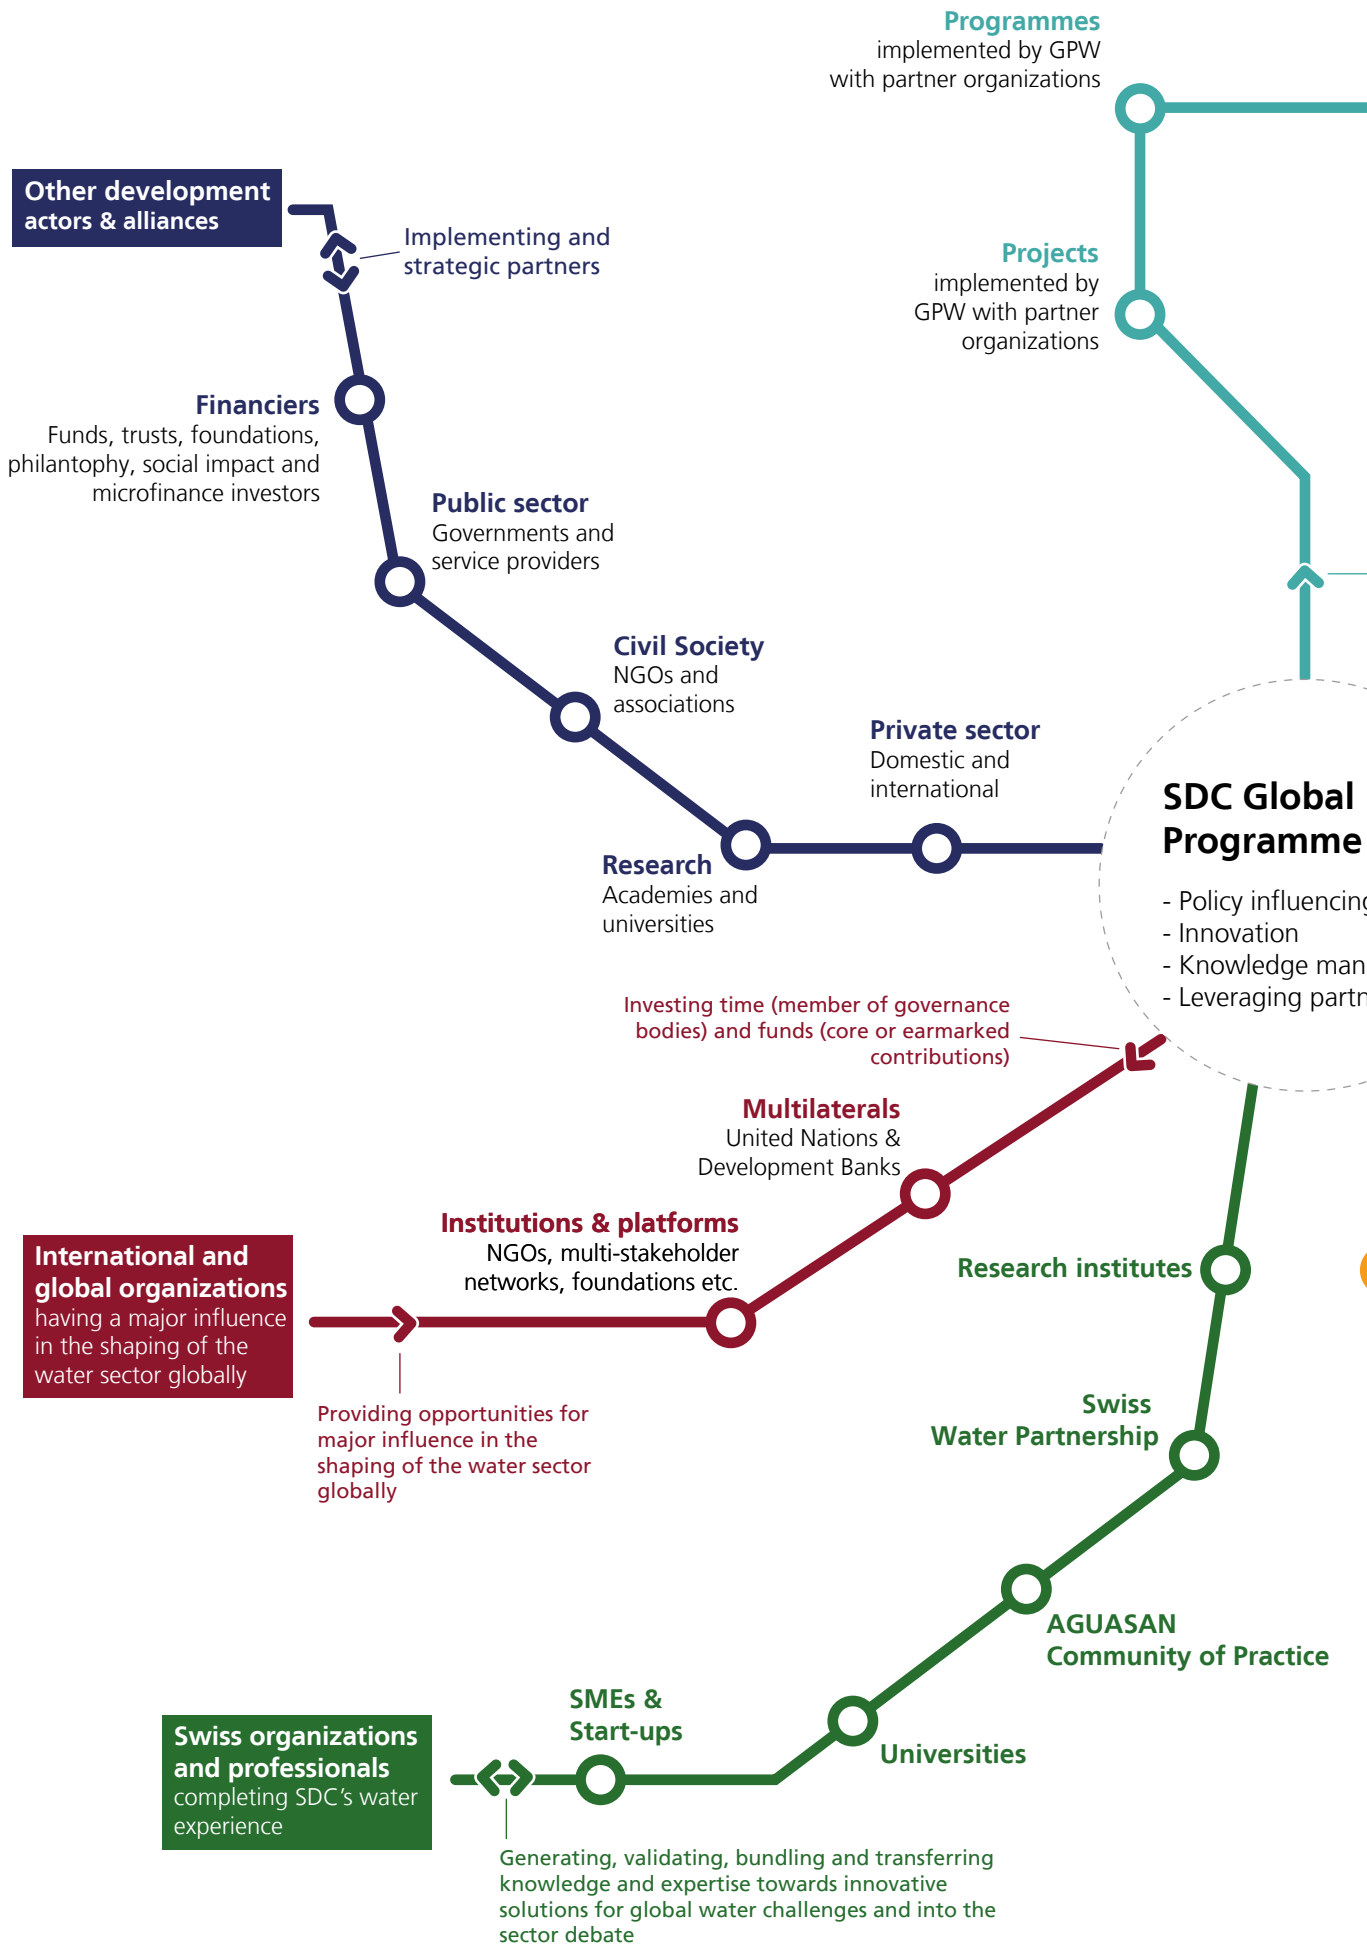 Programmes
implemented by GPW
with partner organizations
Other development
actors & alliances
Implementing and
strategic partners
Projects
implemented by
GPW with partner
organizations
Financiers
Funds, trusts, foundations,
philantophy, social impact and
microfinance investors
Public sector
Governments and
service providers
Civil Society
NGOs and
associations
Private sector
Domestic and
international
Research
Academies and
universities
SDC Global
Programme
- Policy influencing
- Innovation
- Knowledge man
- Leveraging partn
Investing time (member of governance
bodies) and funds (core or earmarked
contributions)
Multilaterals
United Nations &
Development Banks
Institutions & platforms
NGOs, multi-stakeholder
networks, foundations etc.
International and
global organizations
having a major influence
in the shaping of the
water sector globally
Providing opportunities for
major influence in the
shaping of the water sector
globally
Research institutes
Swiss
Water Partnership
AGUASAN
Community of Practice
Universities
SMEs &
Start-ups
Swiss organizations
and professionals
completing SDC's water
experience
Generating, validating, bundling and transferring
knowledge and expertise towards innovative
solutions for global water challenges and into the
sector debate